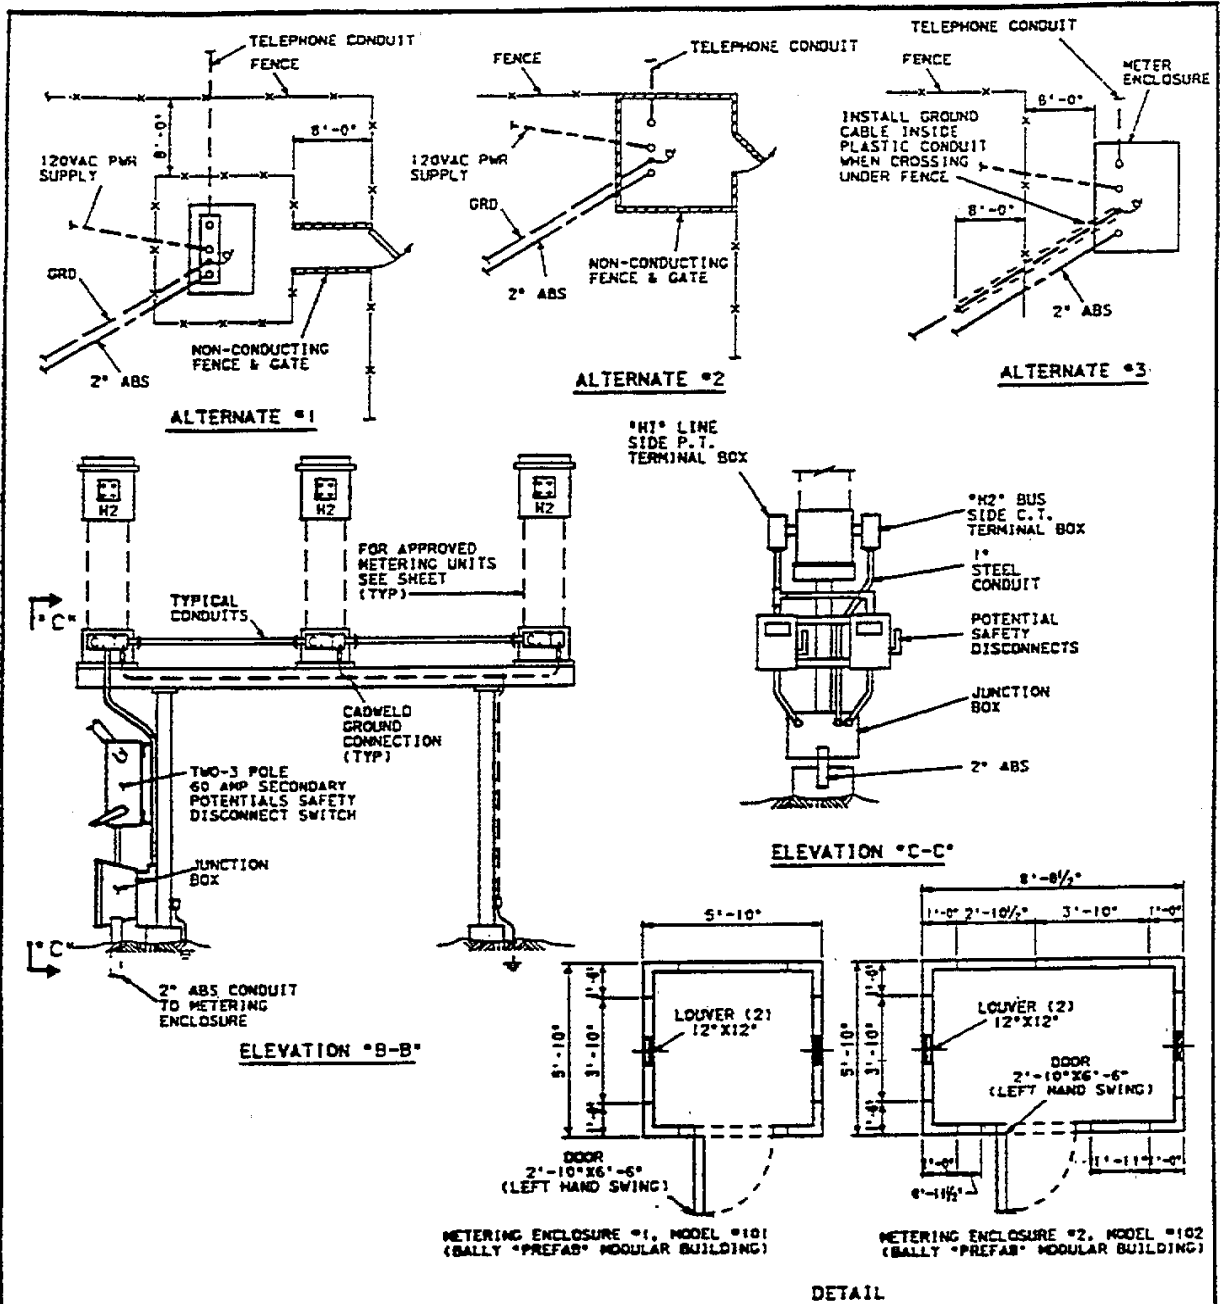 TELEPHONE CONDUIT
FENCE
8'-0"
8'-0"
120VAC PWR
SUPPLY
GRD
NON-CONDUCTING
FENCE & GATE
2" ABS
ALTERNATE #1
FENCE
TELEPHONE CONDUIT
120VAC PWR
SUPPLY
GRD
NON-CONDUCTING
FENCE & GATE
2" ABS
ALTERNATE #2
TELEPHONE CONDUIT
FENCE
METER
ENCLOSURE
8'-0"
INSTALL GROUND
CABLE INSIDE
PLASTIC CONDUIT
WHEN CROSSING
UNDER FENCE
8'-0"
2" ABS
ALTERNATE #3
H2
H2
H2
FOR APPROVED
METERING UNITS
SEE SHEET
(TYP)
"C"
TYPICAL
CONDUITS
CADWELD
GROUND
CONNECTION
(TYP)
TWO-3 POLE
60 AMP SECONDARY
POTENTIALS SAFETY
DISCONNECT SWITCH
JUNCTION
BOX
"C"
2" ABS CONDUIT
TO METERING
ENCLOSURE
ELEVATION "B-B"
"H1" LINE
SIDE P.T.
TERMINAL BOX
"H2" BUS
SIDE C.T.
TERMINAL BOX
1"
STEEL
CONDUIT
POTENTIAL
SAFETY
DISCONNECTS
JUNCTION
BOX
2" ABS
ELEVATION "C-C"
5'-10"
5'-10"
3'-10"
LOUVER (2)
12"X12"
DOOR
2'-10"X6'-6"
(LEFT HAND SWING)
METERING ENCLOSURE #1, MODEL #101
(BALLY "PREFAB" MODULAR BUILDING)
8'-8½"
1'-0"
2'-10½"
3'-10"
1'-0"
5'-10"
1'-0"
3'-10"
LOUVER (2)
12"X12"
DOOR
2'-10"X6'-6"
(LEFT HAND SWING)
1'-11"
1'-0"
METERING ENCLOSURE #2, MODEL #102
(BALLY "PREFAB" MODULAR BUILDING)
DETAIL